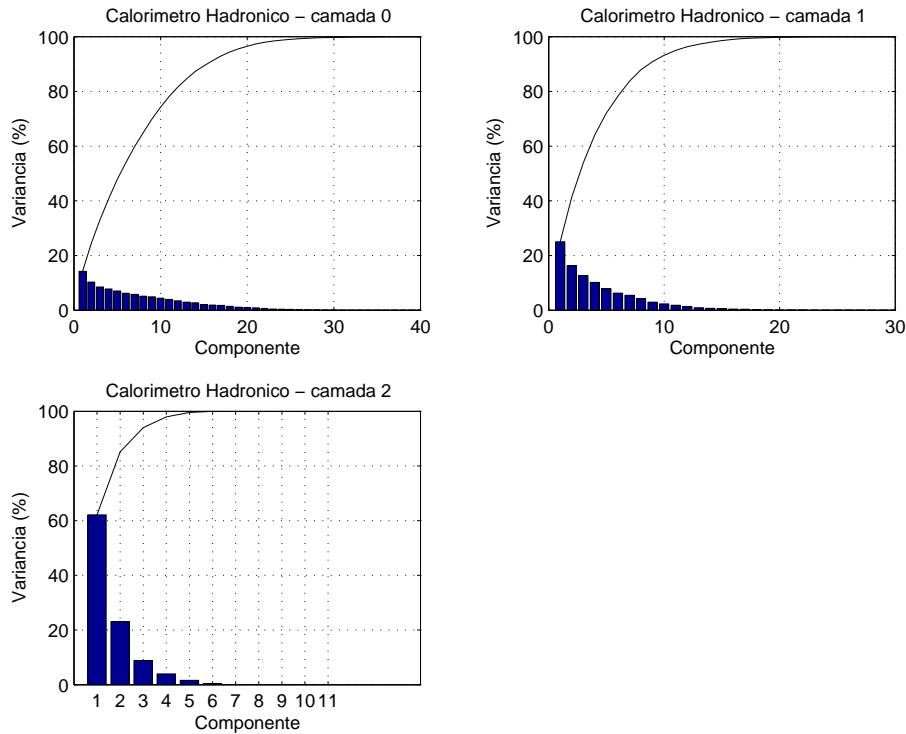 Calorimetro Hadronico – camada 0
100
80
60
40
20
0
Variancia (%)
0 10 20 30 40
Componente
Calorimetro Hadronico – camada 1
100
80
60
40
20
0
Variancia (%)
0 10 20 30
Componente
Calorimetro Hadronico – camada 2
100
80
60
40
20
0
Variancia (%)
1 2 3 4 5 6 7 8 9 10 11
Componente